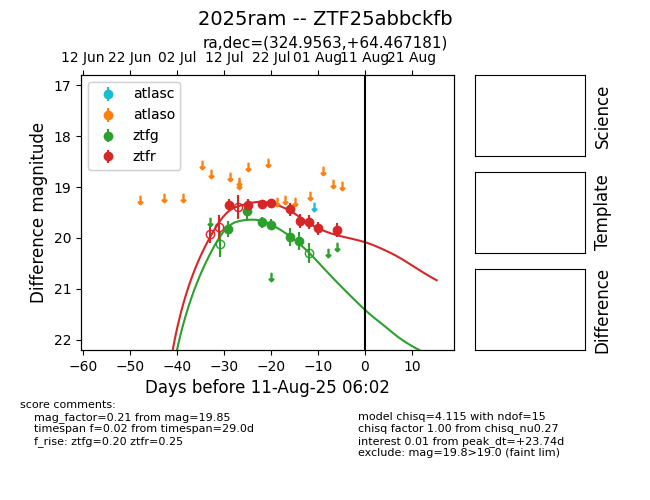 2025ram -- ZTF25abbckfb
ra,dec=(324.9563,+64.467181)
12 Jun 22 Jun 02 Jul 12 Jul 22 Jul 01 Aug 11 Aug 21 Aug
atlasc
atlaso
ztfg
ztfr
17
18
19
20
21
22
Difference magnitude
−60 −50 −40 −30 −20 −10 0 10
Days before 11-Aug-25 06:02
Science
Template
Difference
score comments:
mag_factor=0.21 from mag=19.85
timespan f=0.02 from timespan=29.0d
f_rise: ztfg=0.20 ztfr=0.25
model chisq=4.115 with ndof=15
chisq factor 1.00 from chisq_nu0.27
interest 0.01 from peak_dt=+23.74d
exclude: mag=19.8>19.0 (faint lim)